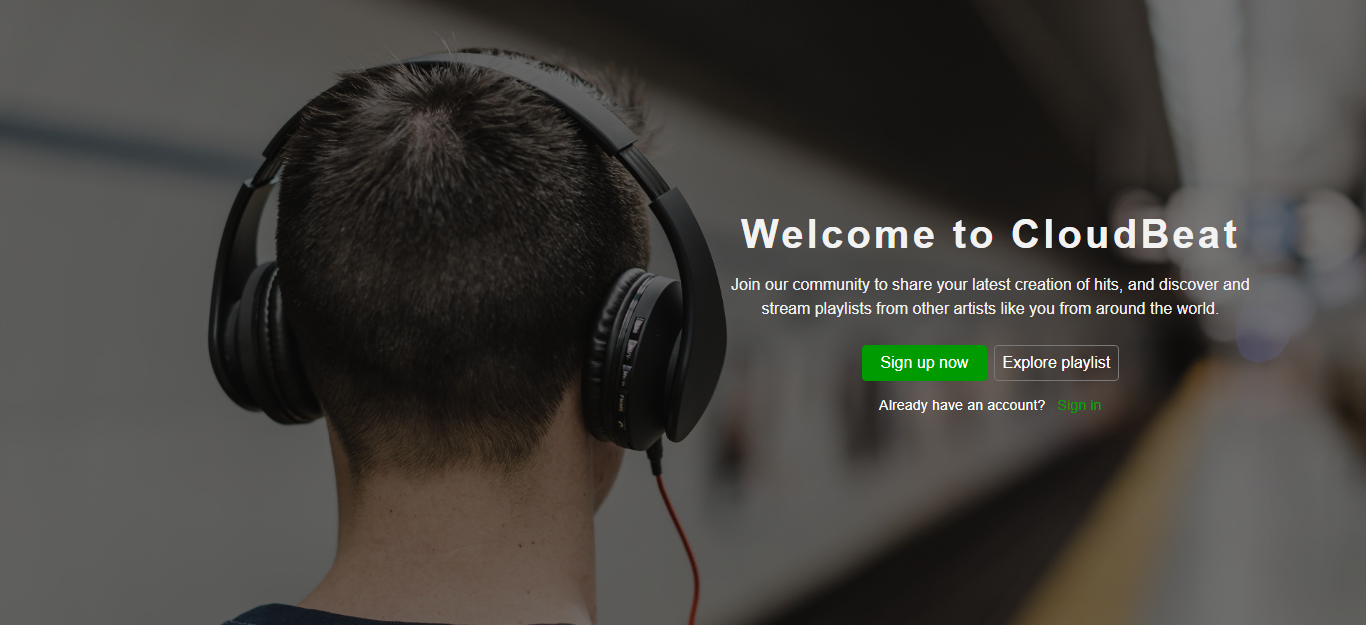 Welcome to CloudBeat
Join our community to share your latest creation of hits, and discover and
stream playlists from other artists like you from around the world.
Sign up now
Explore playlist
Already have an account? Sign in